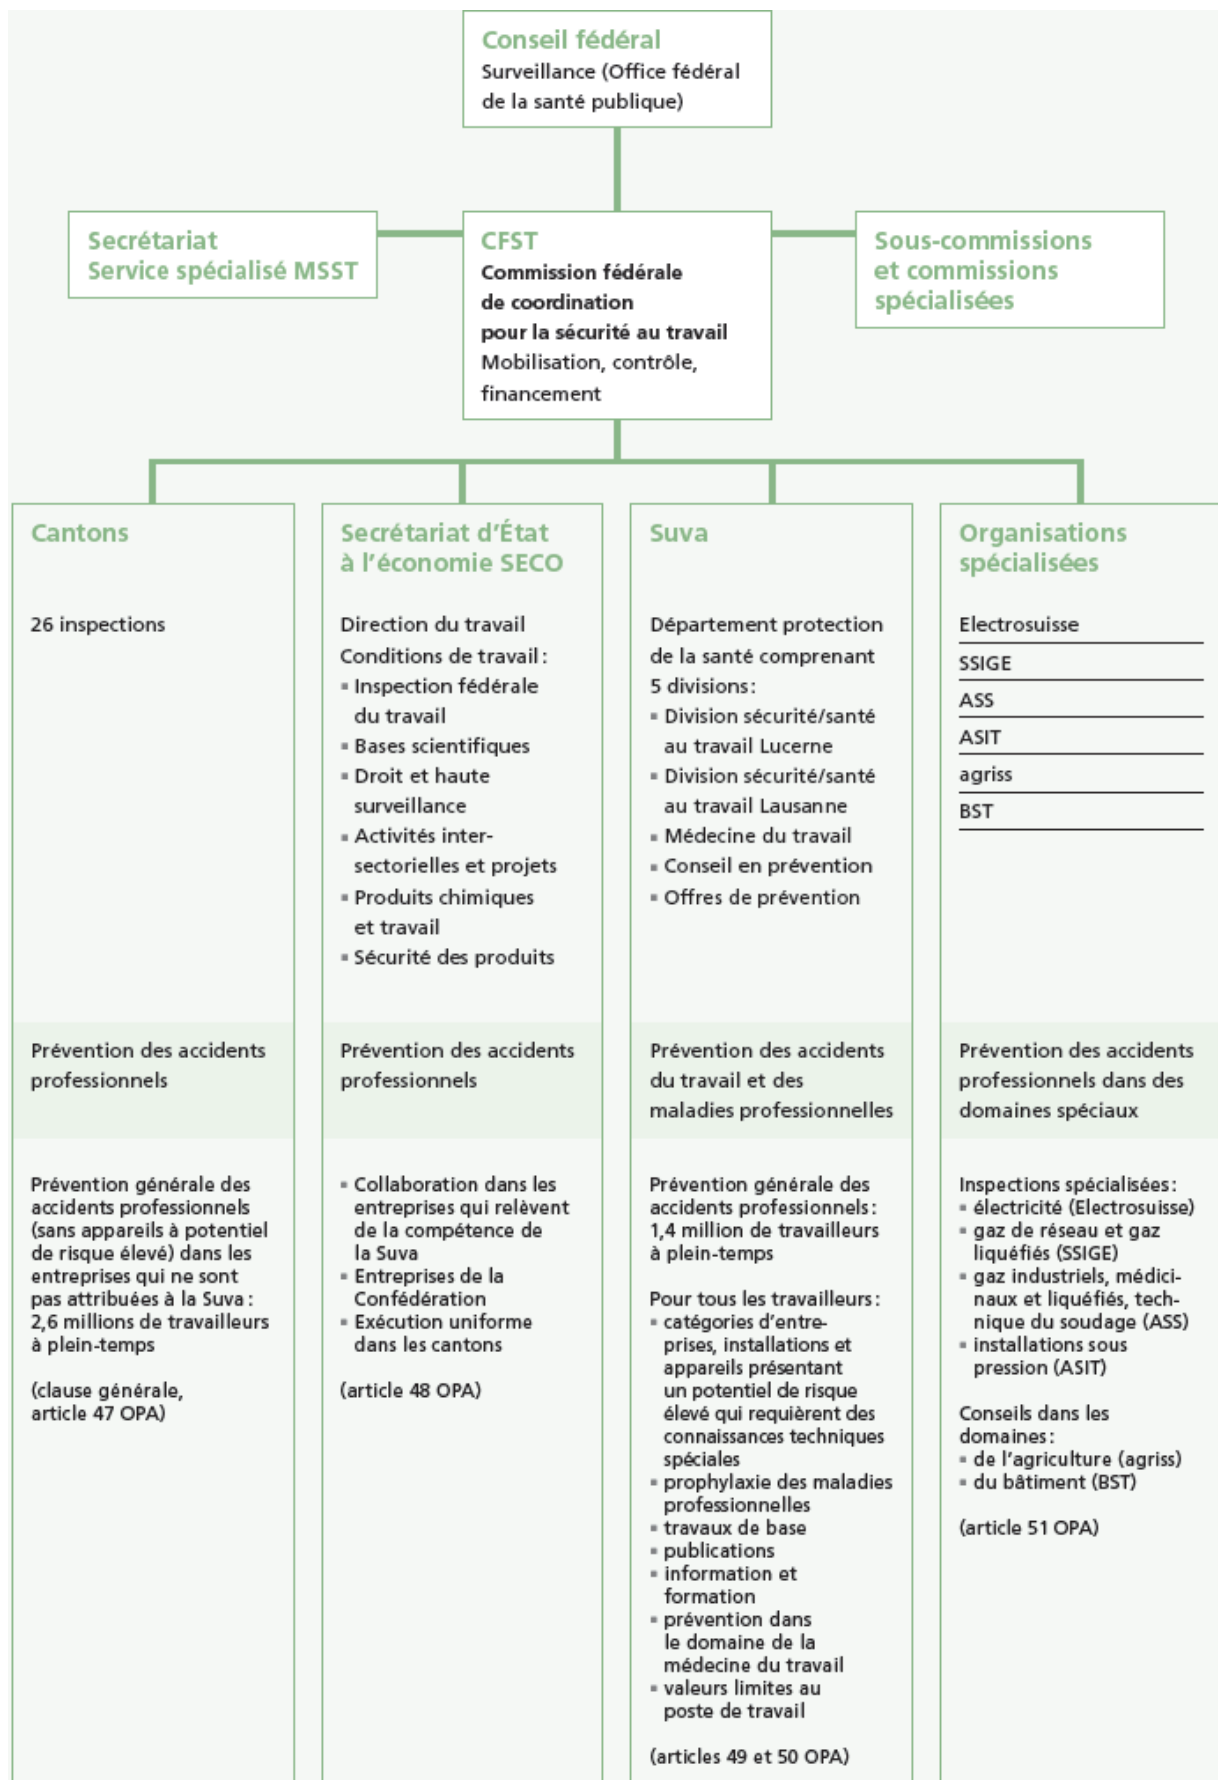 Conseil fédéral
Surveillance (Office fédéral
de la santé publique)
Secrétariat
Service spécialisé MSST
CFST
Commission fédérale
de coordination
pour la sécurité au travail
Mobilisation, contrôle,
financement
Sous-commissions
et commissions
spécialisées
Cantons
26 inspections
Prévention des accidents
professionnels
Prévention générale des
accidents professionnels
(sans appareils à potentiel
de risque élevé) dans les
entreprises qui ne sont
pas attribuées à la Suva :
2,6 millions de travailleurs
à plein-temps
(clause générale,
article 47 OPA)
Secrétariat d'État
à l'économie SECO
Direction du travail
Conditions de travail :
▪ Inspection fédérale
du travail
▪ Bases scientifiques
▪ Droit et haute
surveillance
▪ Activités inter-
sectorielles et projets
▪ Produits chimiques
et travail
▪ Sécurité des produits
Prévention des accidents
professionnels
▪ Collaboration dans les
entreprises qui relèvent
de la compétence de
la Suva
▪ Entreprises de la
Confédération
▪ Exécution uniforme
dans les cantons
(article 48 OPA)
Suva
Département protection
de la santé comprenant
5 divisions :
▪ Division sécurité/santé
au travail Lucerne
▪ Division sécurité/santé
au travail Lausanne
▪ Médecine du travail
▪ Conseil en prévention
▪ Offres de prévention
Prévention des accidents
du travail et des
maladies professionnelles
Prévention générale des
accidents professionnels :
1,4 million de travailleurs
à plein-temps
Pour tous les travailleurs :
▪ catégories d'entre-
prises, installations et
appareils présentant
un potentiel de risque
élevé qui requièrent des
connaissances techniques
spéciales
▪ prophylaxie des maladies
professionnelles
▪ travaux de base
▪ publications
▪ information et
formation
▪ prévention dans
le domaine de la
médecine du travail
▪ valeurs limites au
poste de travail
(articles 49 et 50 OPA)
Organisations
spécialisées
Electrosuisse
SSIGE
ASS
ASIT
agriss
BST
Prévention des accidents
professionnels dans des
domaines spéciaux
Inspections spécialisées :
▪ électricité (Electrosuisse)
▪ gaz de réseau et gaz
liquéfiés (SSIGE)
▪ gaz industriels, médici-
naux et liquéfiés, tech-
nique du soudage (ASS)
▪ installations sous
pression (ASIT)
Conseils dans les
domaines :
▪ de l'agriculture (agriss)
▪ du bâtiment (BST)
(article 51 OPA)